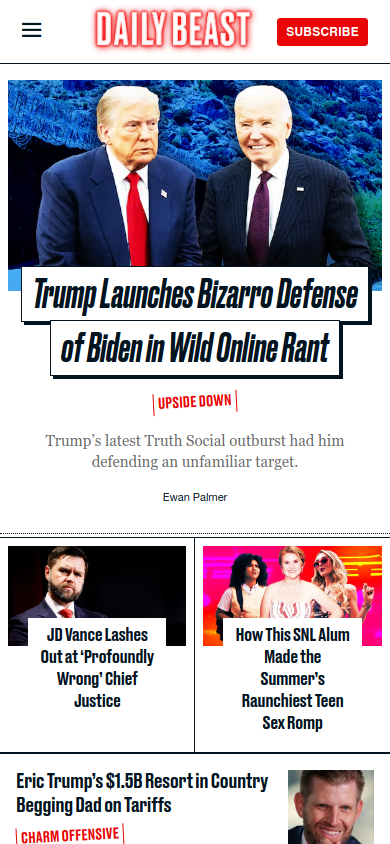 DAILY BEAST
SUBSCRIBE
Trump Launches Bizarro Defense
of Biden in Wild Online Rant
UPSIDE DOWN
Trump’s latest Truth Social outburst had him
defending an unfamiliar target.
Ewan Palmer
JD Vance Lashes
Out at ‘Profoundly
Wrong’ Chief
Justice
How This SNL Alum
Made the
Summer’s
Raunchiest Teen
Sex Romp
Eric Trump’s $1.5B Resort in Country
Begging Dad on Tariffs
CHARM OFFENSIVE